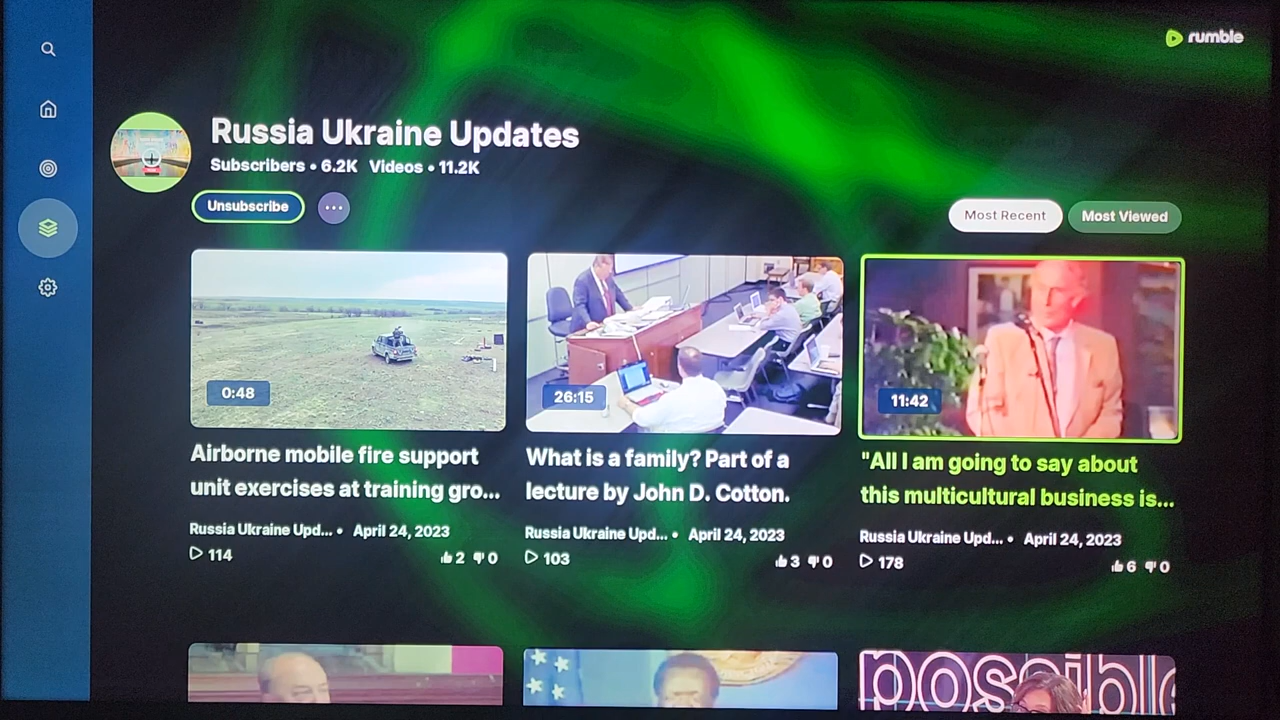 rumble
Russia Ukraine Updates
Subscribers • 6.2K Videos • 11.2K
Unsubscribe
Most Recent
Most Viewed
0:48
26:15
11:42
Airborne mobile fire support
unit exercises at training gro...
Russia Ukraine Upd... • April 24, 2023
114
2 0
What is a family? Part of a
lecture by John D. Cotton.
Russia Ukraine Upd... • April 24, 2023
103
3 0
"All I am going to say about
this multicultural business is...
Russia Ukraine Upd... • April 24, 2023
178
6 0
possible